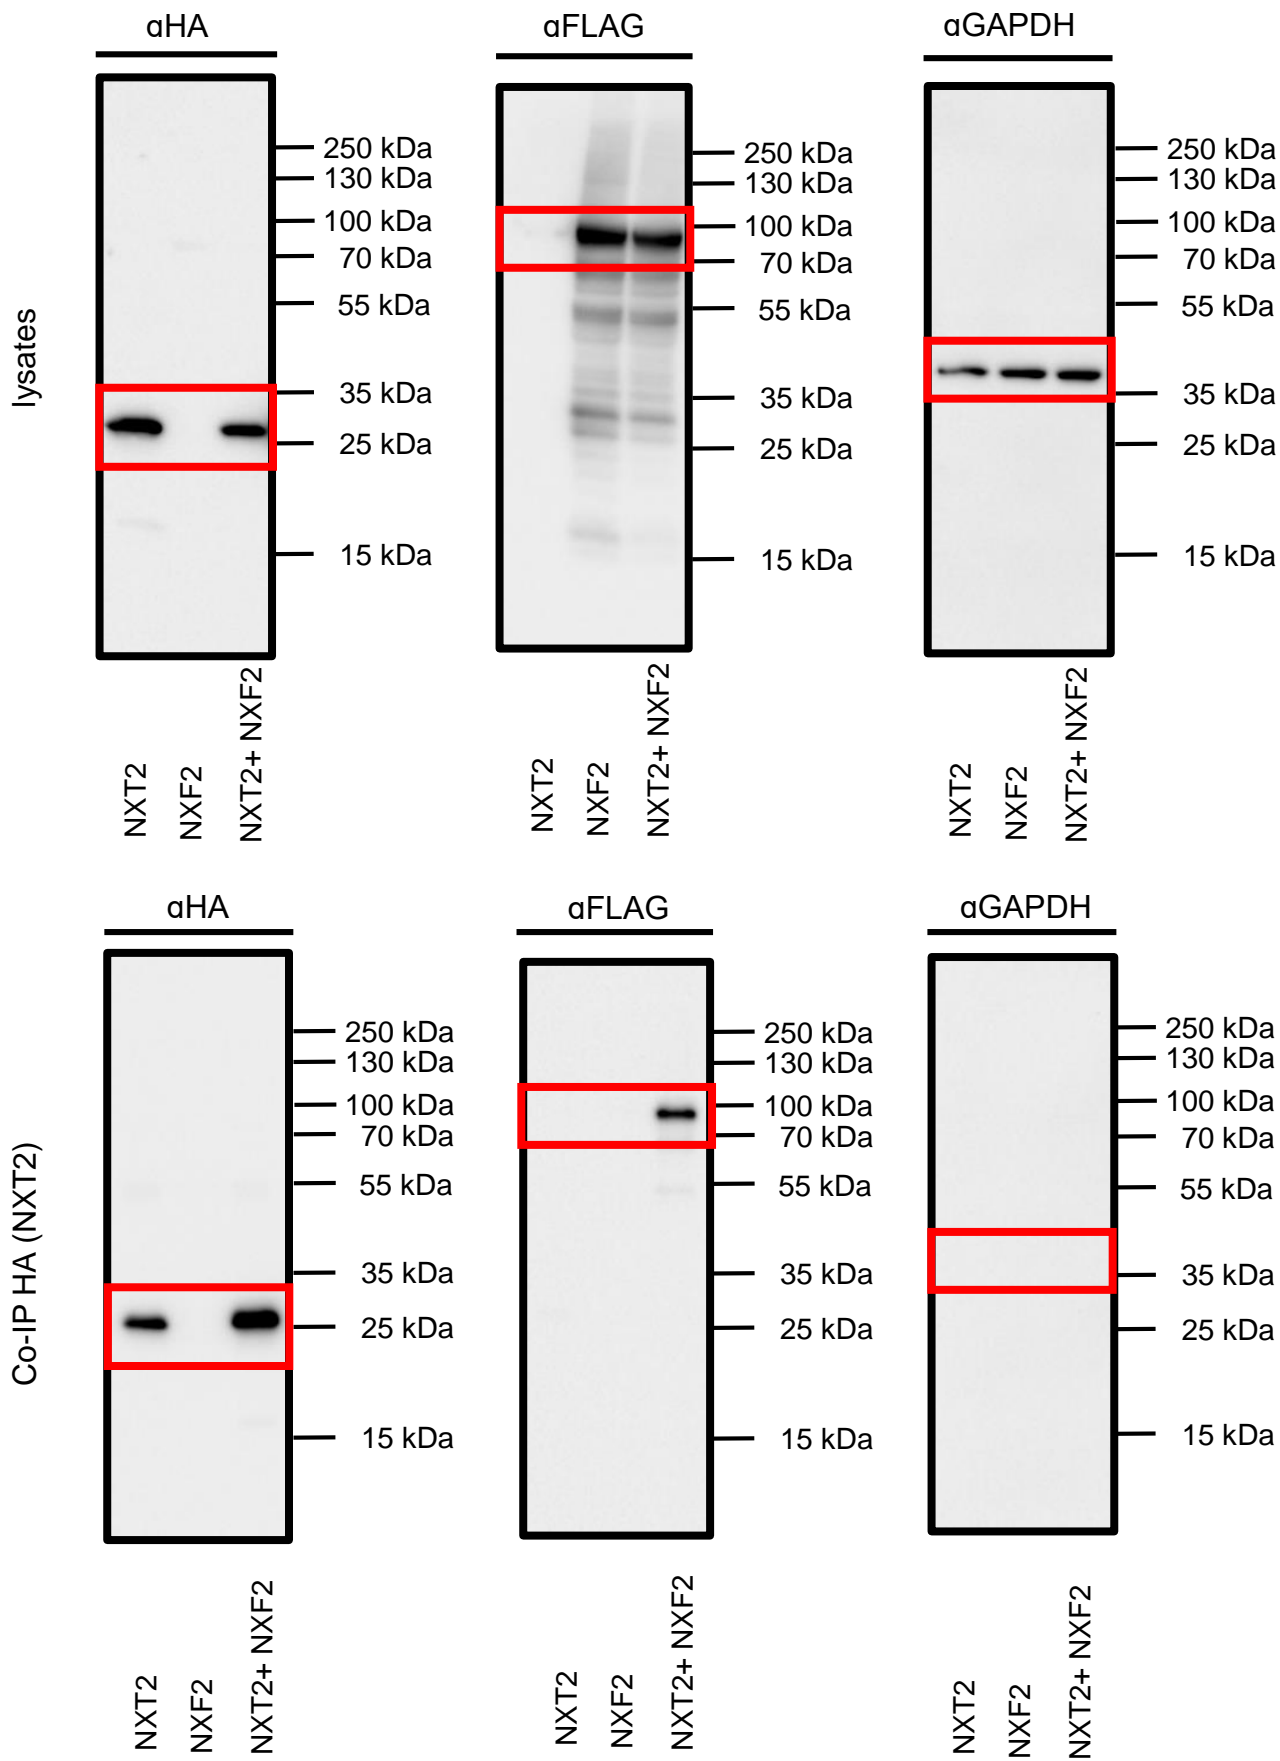 αHA
αFLAG
αGAPDH
lysates
250 kDa
130 kDa
100 kDa
70 kDa
55 kDa
35 kDa
25 kDa
15 kDa
250 kDa
130 kDa
100 kDa
70 kDa
55 kDa
35 kDa
25 kDa
15 kDa
250 kDa
130 kDa
100 kDa
70 kDa
55 kDa
35 kDa
25 kDa
15 kDa
NXT2
NXF2
NXT2+ NXF2
NXT2
NXF2
NXT2+ NXF2
NXT2
NXF2
NXT2+ NXF2
αHA
αFLAG
αGAPDH
Co-IP HA (NXT2)
250 kDa
130 kDa
100 kDa
70 kDa
55 kDa
35 kDa
25 kDa
15 kDa
250 kDa
130 kDa
100 kDa
70 kDa
55 kDa
35 kDa
25 kDa
15 kDa
250 kDa
130 kDa
100 kDa
70 kDa
55 kDa
35 kDa
25 kDa
15 kDa
NXT2
NXF2
NXT2+ NXF2
NXT2
NXF2
NXT2+ NXF2
NXT2
NXF2
NXT2+ NXF2